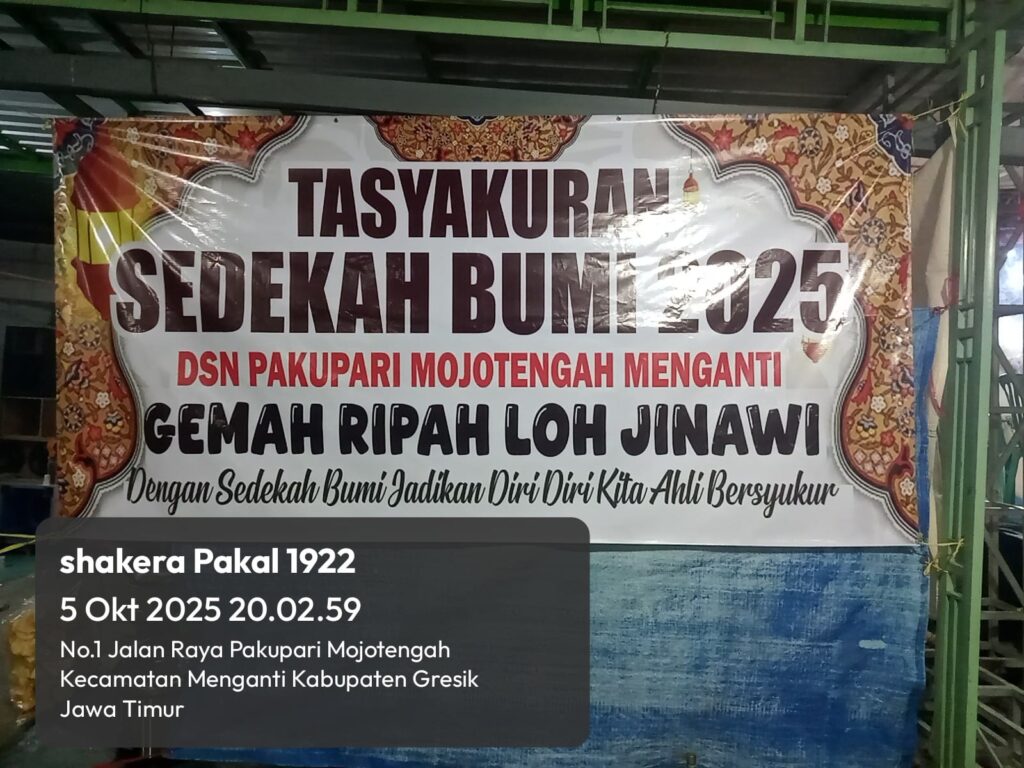 TASYAKURAN
SEDEKAH BUMI 2025
DSN PAKUPARI MOJOTENGAH MENGANTI
GEMAH RIPAH LOH JINAWI
Dengan Sedekah Bumi Jadikan Diri Diri Kita Ahli Bersyukur
shakera Pakal 1922
5 Okt 2025 20.02.59
No.1 Jalan Raya Pakupari Mojotengah
Kecamatan Menganti Kabupaten Gresik
Jawa Timur